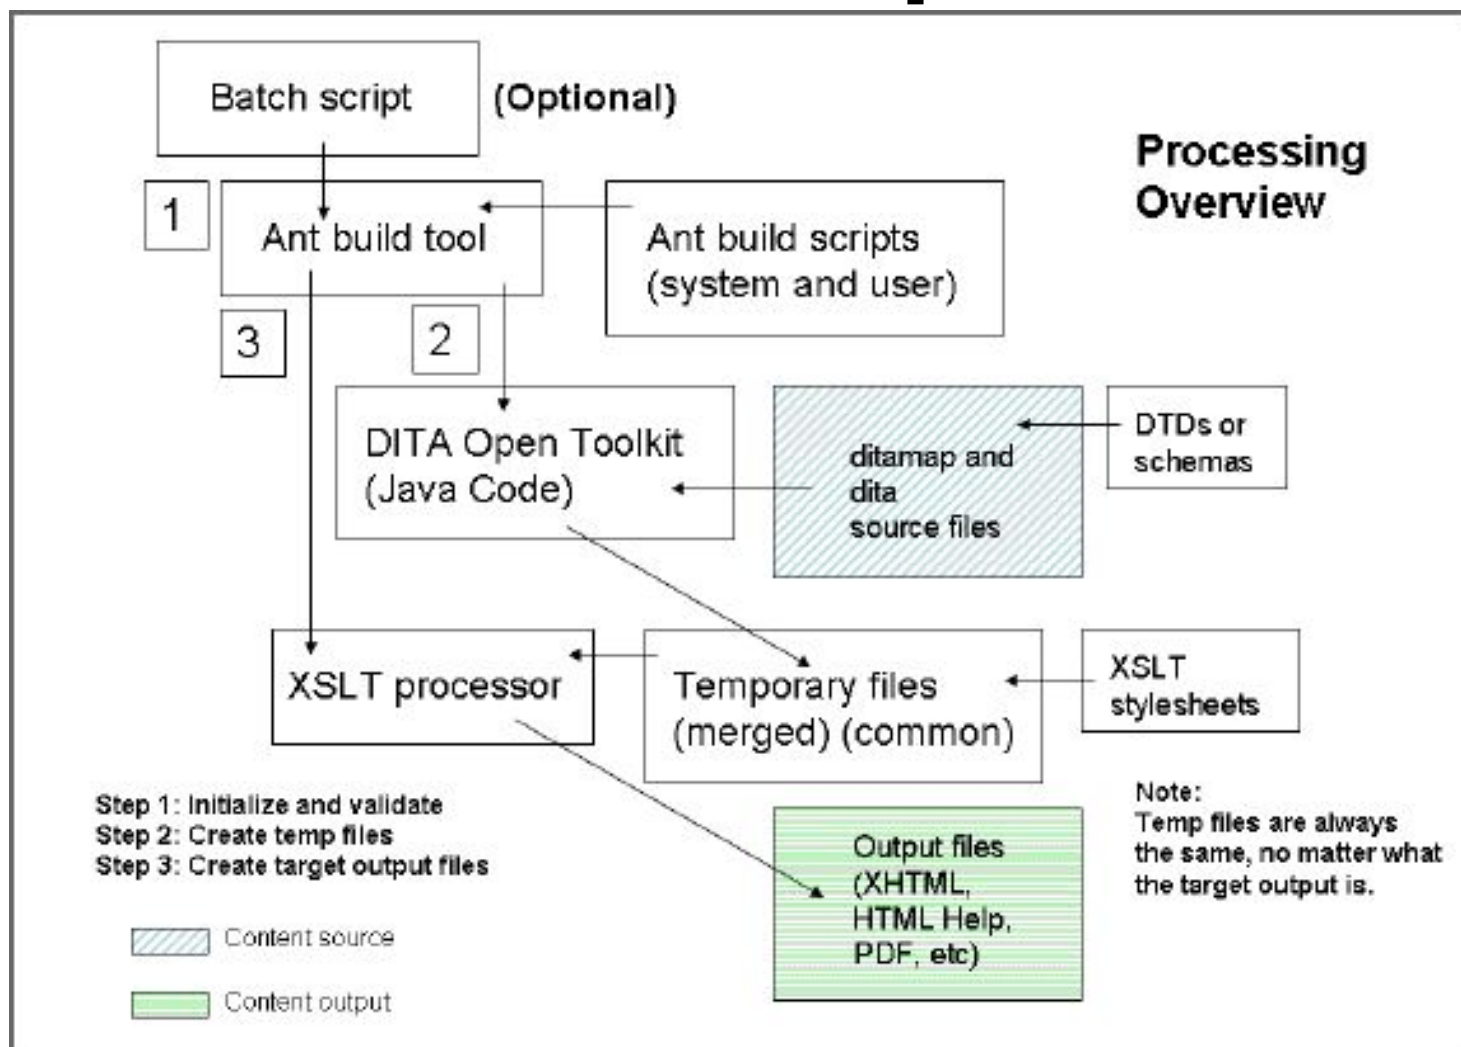 Batch script
(Optional)
Processing
Overview
1
Ant build tool
Ant build scripts
(system and user)
3
2
DITA Open Toolkit
(Java Code)
ditamap and
dita
source files
DTDs or
schemas
XSLT processor
Temporary files
(merged) (common)
XSLT
stylesheets
Step 1: Initialize and validate
Step 2: Create temp files
Step 3: Create target output files
Note:
Temp files are always
the same, no matter what
the target output is.
Output files
(XHTML,
HTML Help,
PDF, etc)
Content source
Content output